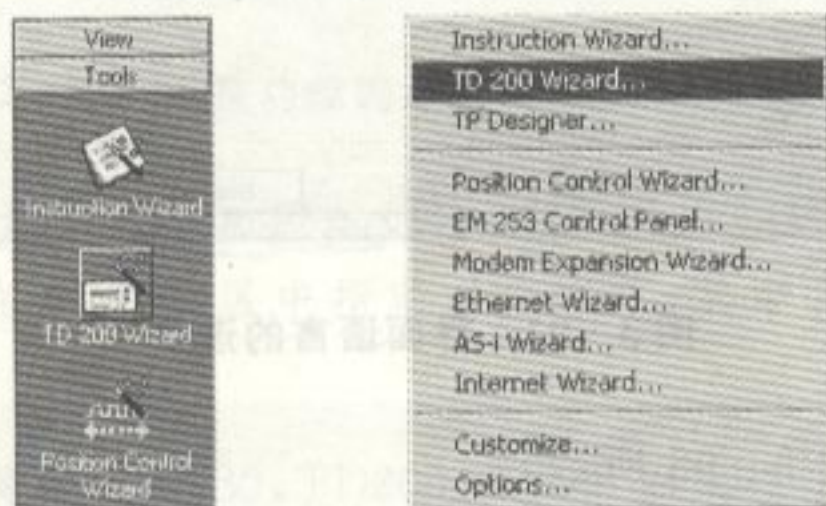 View
Tools
Instruction Wizard
TD 200 Wizard
Position Control
Wizard
Instruction Wizard...
TD 200 Wizard...
TP Designer...
Position Control Wizard...
EM 253 Control Panel...
Modem Expansion Wizard...
Ethernet Wizard...
AS-i Wizard...
Internet Wizard...
Customize...
Options...